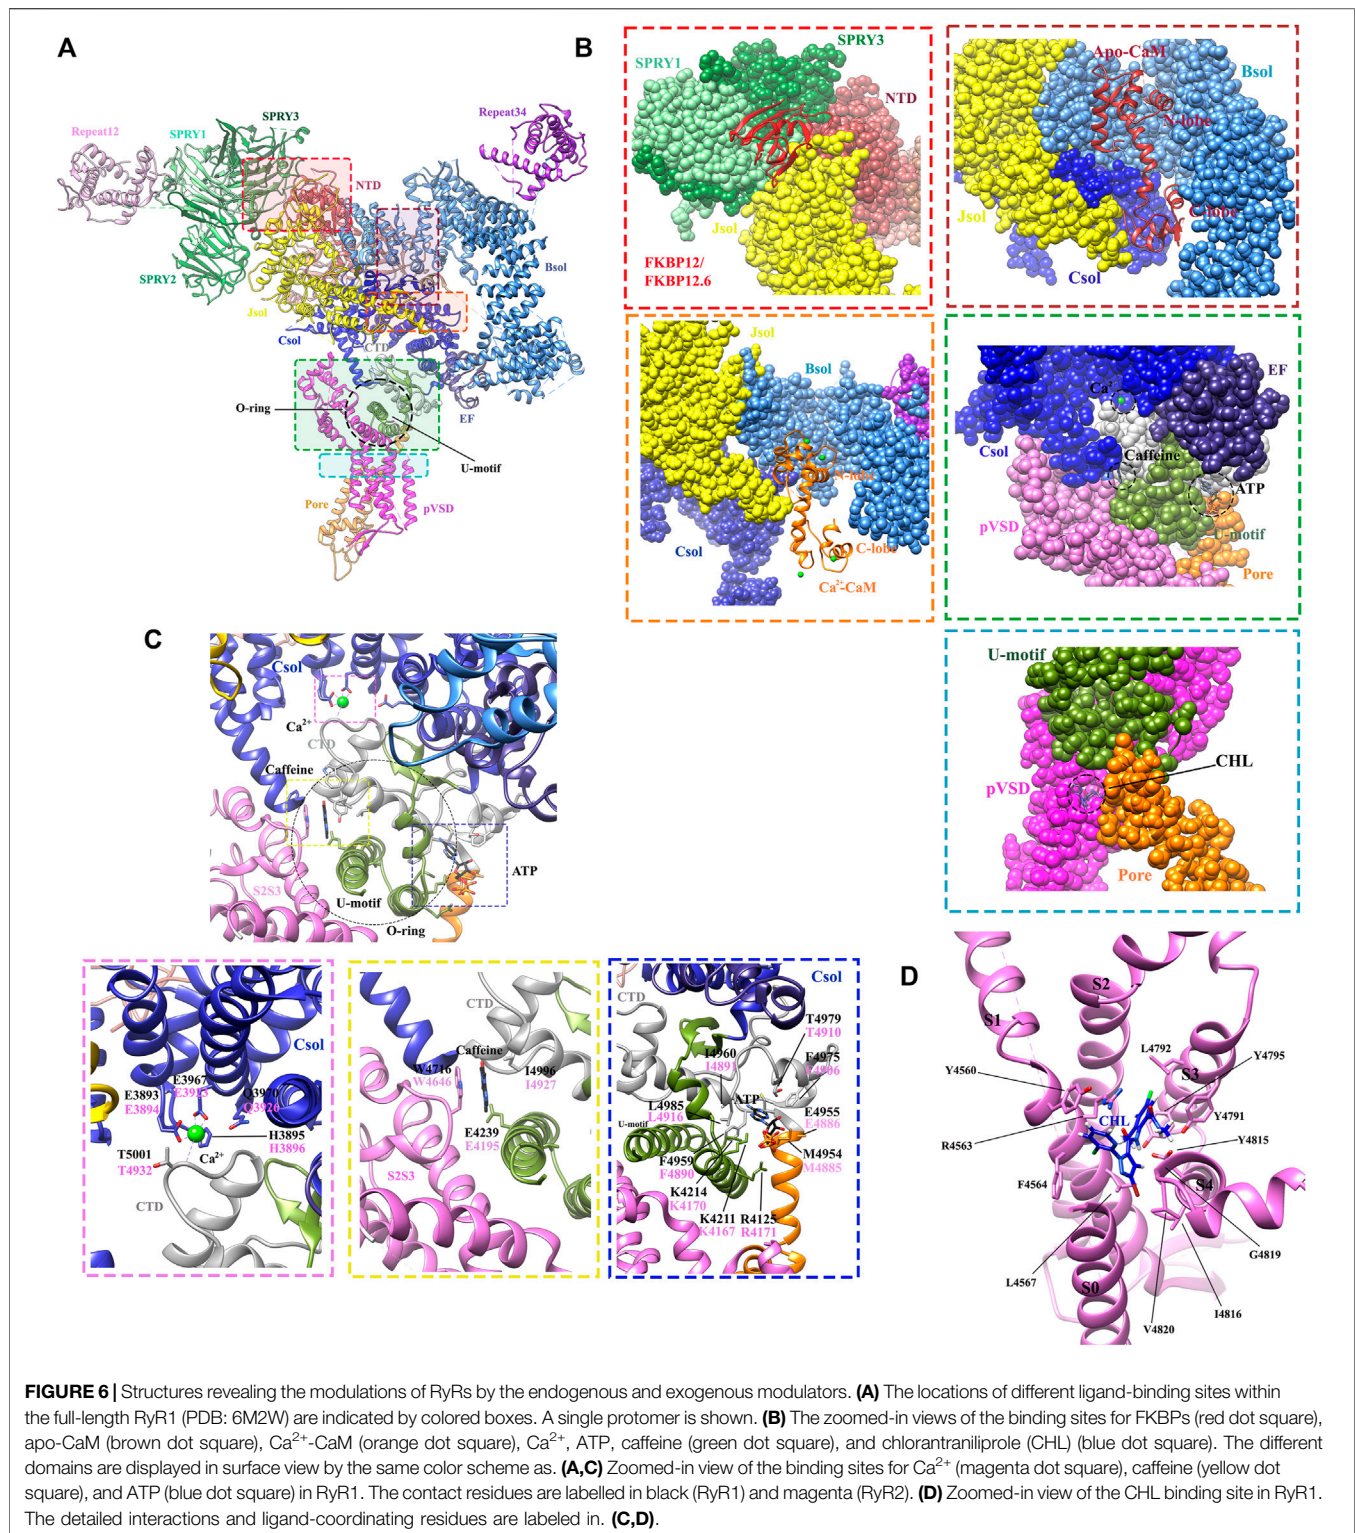 A
Repeat12
SPRY1
SPRY3
Repeat34
NTD
SPRY2
Jsol
Bsol
Csol
CTD
O-ring
EF
U-motif
Pore
pVSD
B
SPRY3
SPRY1
NTD
Jsol
FKBP12/
FKBP12.6
Apo-CaM
Bsol
N-lobe
C-lobe
Jsol
Csol
Jsol
Bsol
N-lobe
Csol
C-lobe
Ca2+-CaM
EF
Ca2+
Csol
Caffeine
ATP
pVSD
U-motif
Pore
U-motif
CHL
pVSD
Pore
C
Csol
Ca2+
CTD
Caffeine
S2S3
ATP
U-motif
O-ring
Csol
E3967
E3893
E3894
Q3970
H3895
H3896
Ca2+
T5001
T4932
CTD
CTD
Caffeine
W4716
W4646
I4996
I4927
E4239
E4195
S2S3
Csol
CTD
T4979
T4910
I4960
I4891
F4975
F4906
ATP
L4985
L4916
E4955
E4886
U-motif
F4959
F4890
M4954
M4885
K4214
K4170
K4211
K4167
R4125
R4171
D
S2
S1
L4792
Y4795
S3
Y4560
CHL
Y4791
R4563
Y4815
F4564
S4
G4819
L4567
S0
I4816
V4820
FIGURE 6 | Structures revealing the modulations of RyRs by the endogenous and exogenous modulators. (A) The locations of different ligand-binding sites within
the full-length RyR1 (PDB: 6M2W) are indicated by colored boxes. A single protomer is shown. (B) The zoomed-in views of the binding sites for FKBPs (red dot square),
apo-CaM (brown dot square), Ca2+-CaM (orange dot square), Ca2+, ATP, caffeine (green dot square), and chlorantraniliprole (CHL) (blue dot square). The different
domains are displayed in surface view by the same color scheme as. (A,C) Zoomed-in view of the binding sites for Ca2+ (magenta dot square), caffeine (yellow dot
square), and ATP (blue dot square) in RyR1. The contact residues are labelled in black (RyR1) and magenta (RyR2). (D) Zoomed-in view of the CHL binding site in RyR1.
The detailed interactions and ligand-coordinating residues are labeled in. (C,D).